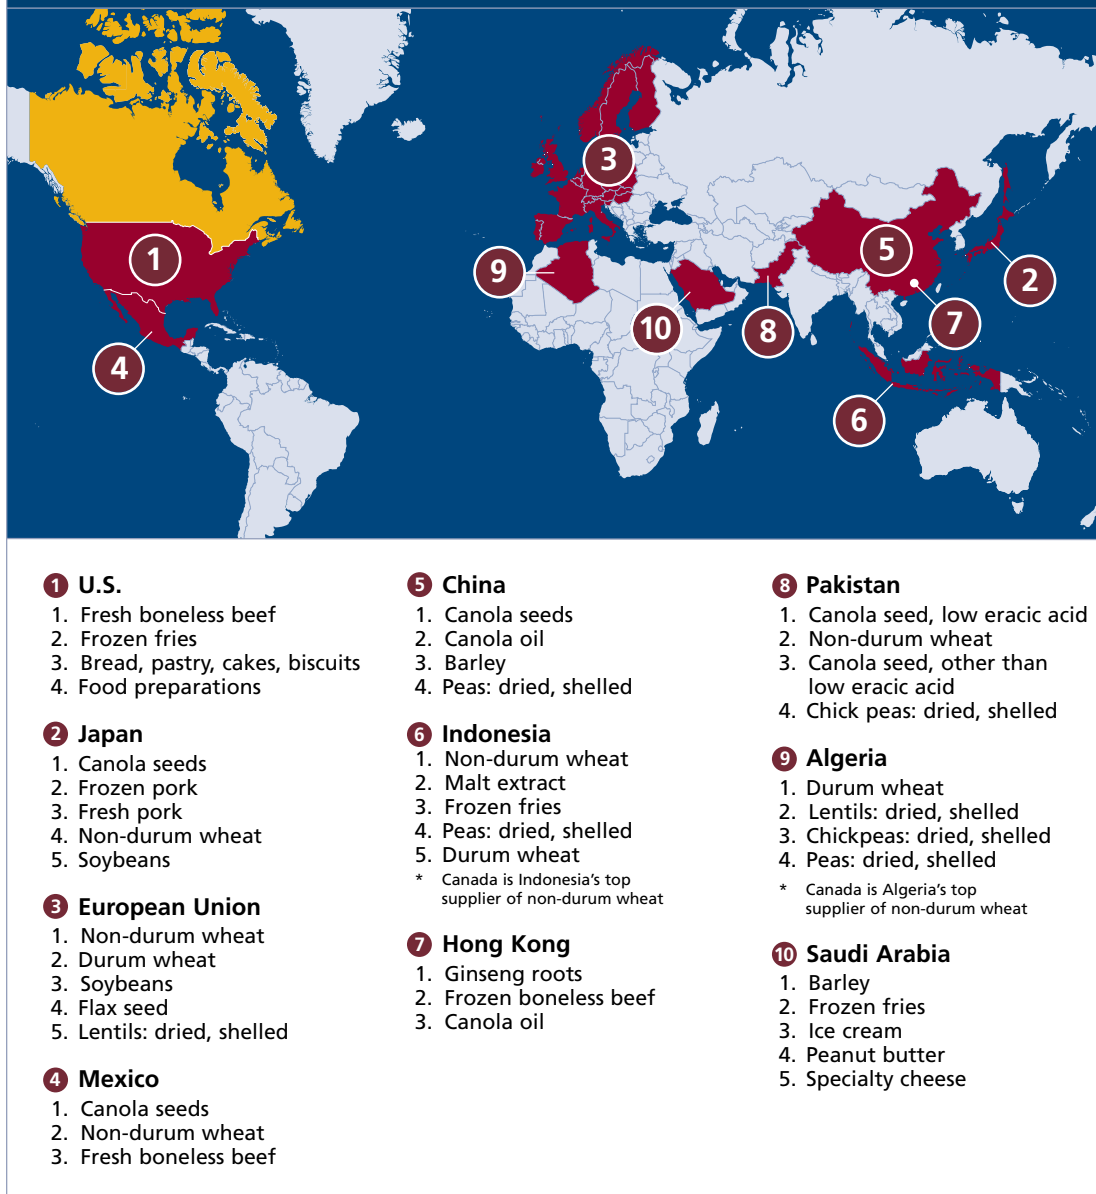 1
2
3
4
5
6
7
8
9
10
1 U.S.
1. Fresh boneless beef
2. Frozen fries
3. Bread, pastry, cakes, biscuits
4. Food preparations
2 Japan
1. Canola seeds
2. Frozen pork
3. Fresh pork
4. Non-durum wheat
5. Soybeans
3 European Union
1. Non-durum wheat
2. Durum wheat
3. Soybeans
4. Flax seed
5. Lentils: dried, shelled
4 Mexico
1. Canola seeds
2. Non-durum wheat
3. Fresh boneless beef
5 China
1. Canola seeds
2. Canola oil
3. Barley
4. Peas: dried, shelled
6 Indonesia
1. Non-durum wheat
2. Malt extract
3. Frozen fries
4. Peas: dried, shelled
5. Durum wheat
* Canada is Indonesia’s top
supplier of non-durum wheat
7 Hong Kong
1. Ginseng roots
2. Frozen boneless beef
3. Canola oil
8 Pakistan
1. Canola seed, low eracic acid
2. Non-durum wheat
3. Canola seed, other than
low eracic acid
4. Chick peas: dried, shelled
9 Algeria
1. Durum wheat
2. Lentils: dried, shelled
3. Chickpeas: dried, shelled
4. Peas: dried, shelled
* Canada is Algeria’s top
supplier of non-durum wheat
10 Saudi Arabia
1. Barley
2. Frozen fries
3. Ice cream
4. Peanut butter
5. Specialty cheese